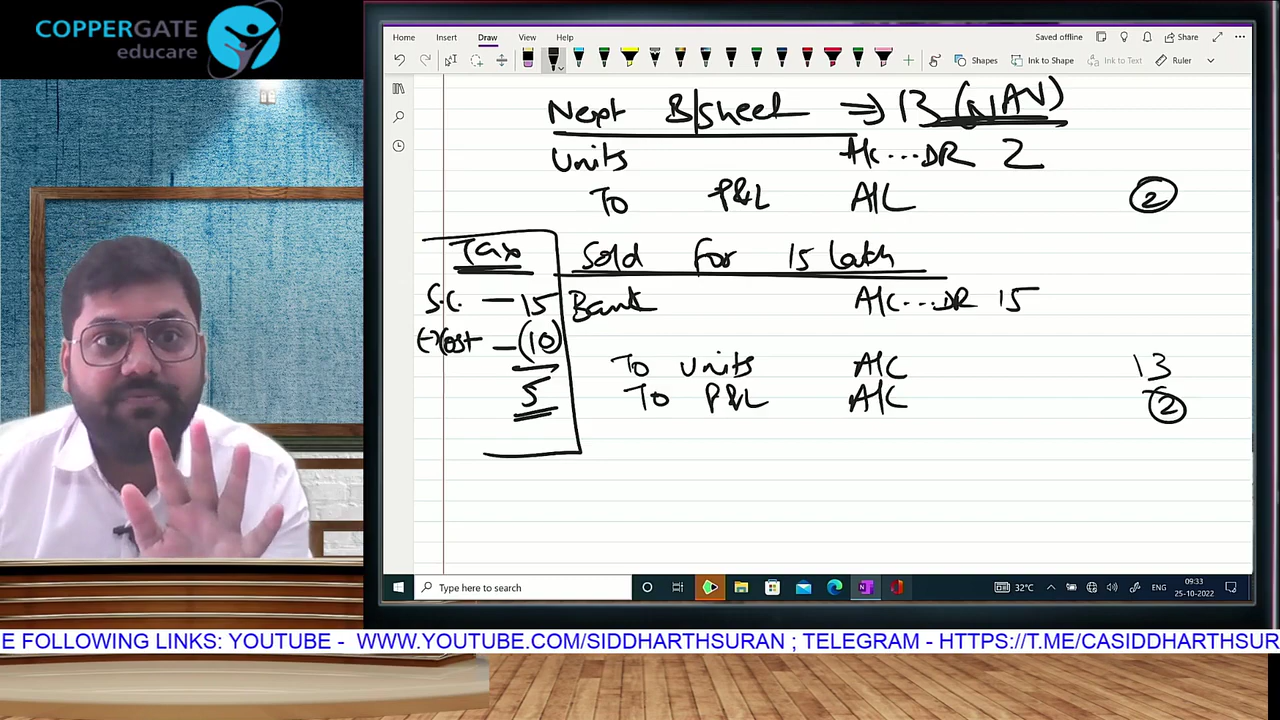 COPPERGATE
educare
Home Insert Draw View Help
Saved offline
Share
Shapes
Ink to Shape
Ink to Text
Ruler
Next B/sheet ⇒ 13 (NAV)
Units A/c...DR 2
To P&L A/C 2
Tax
S.C. — 15
(-) Cost — (10)
5
Sold for 15 lakh
Bank A/C...DR 15
To Units A/C 13
To P&L A/C 2
Type here to search
32°C
ENG
09:33
25-10-2022
E FOLLOWING LINKS: YOUTUBE - WWW.YOUTUBE.COM/SIDDHARTHSURAN ; TELEGRAM - HTTPS://T.ME/CASIDDHARTHSUR